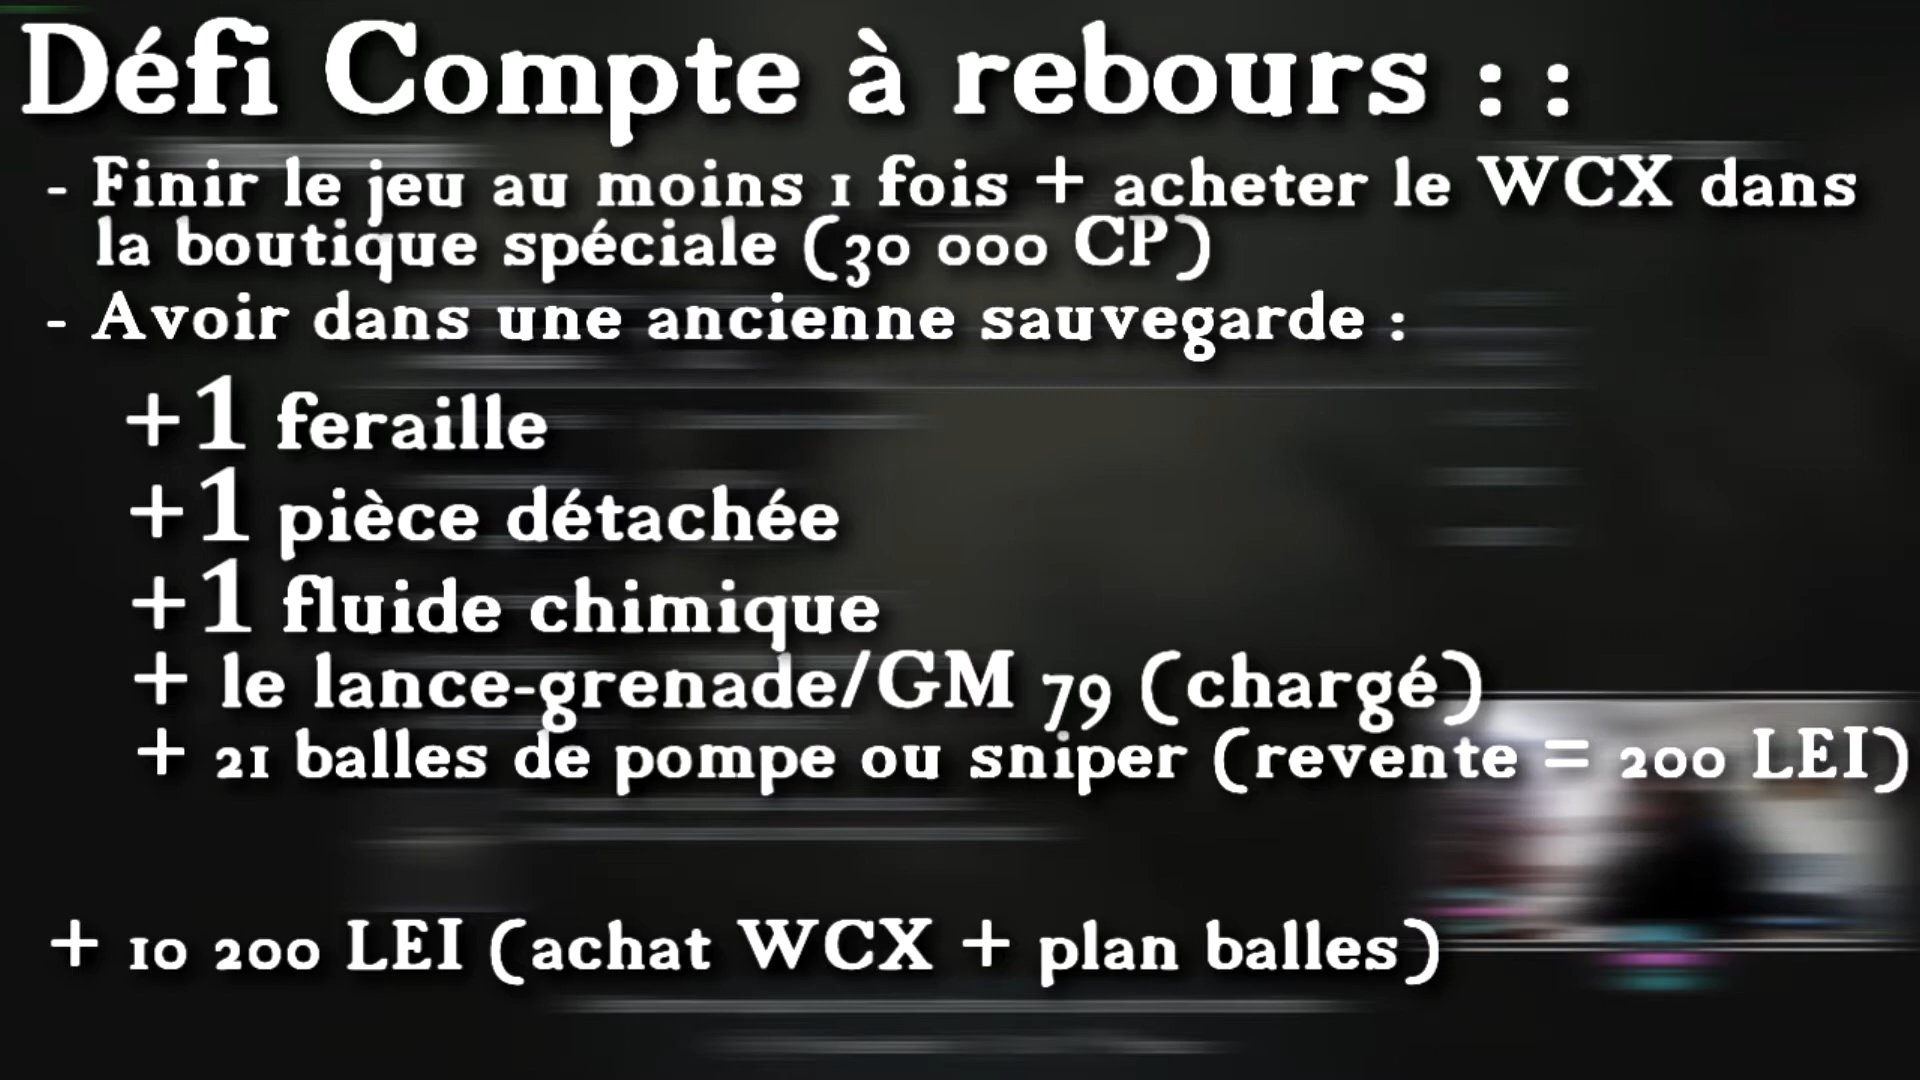 Défi Compte à rebours : :
- Finir le jeu au moins 1 fois + acheter le WCX dans
la boutique spéciale (30 000 CP)
- Avoir dans une ancienne sauvegarde :
+1 feraille
+1 pièce détachée
+1 fluide chimique
+ le lance-grenade/GM 79 (chargé)
+ 21 balles de pompe ou sniper (revente = 200 LEI)
+ 10 200 LEI (achat WCX + plan balles)